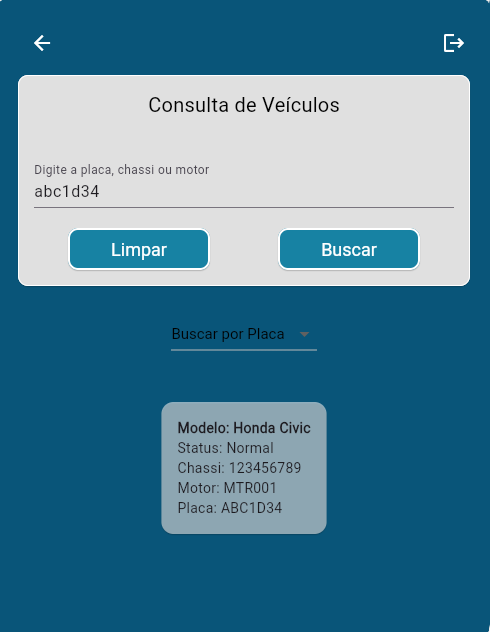 Consulta de Veículos
Digite a placa, chassi ou motor
abc1d34
Limpar
Buscar
Buscar por Placa
Modelo: Honda Civic
Status: Normal
Chassi: 123456789
Motor: MTR001
Placa: ABC1D34